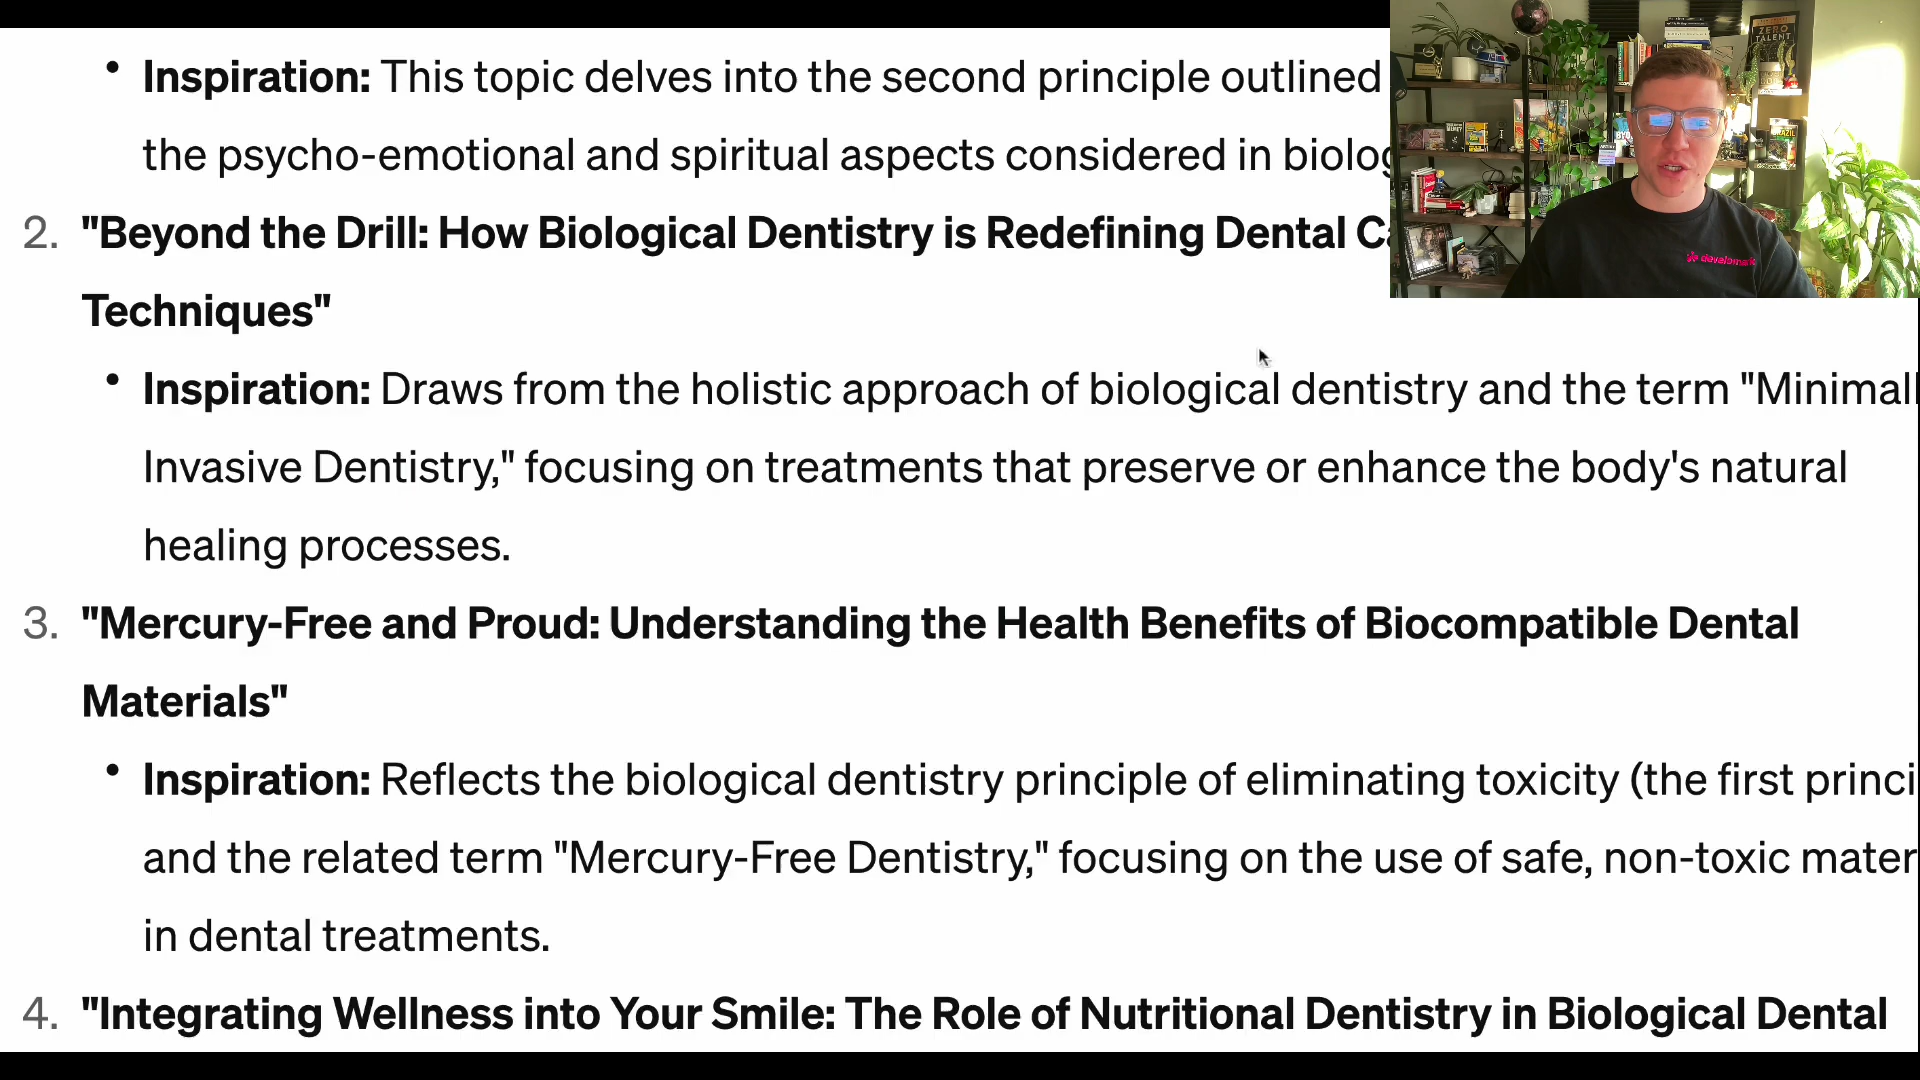 • Inspiration: This topic delves into the second principle outlined
the psycho-emotional and spiritual aspects considered in
2. "Beyond the Drill: How Biological Dentistry is Redefining Dental
Techniques"
• Inspiration: Draws from the holistic approach of biological dentistry and the term
Invasive Dentistry," focusing on treatments that preserve or enhance the body's natural
healing processes.
3. "Mercury-Free and Proud: Understanding the Health Benefits of Biocompatible Dental
Materials"
• Inspiration: Reflects the biological dentistry principle of eliminating toxicity (the first
and the related term "Mercury-Free Dentistry," focusing on the use of safe, non-toxic
in dental treatments.
4. "Integrating Wellness into Your Smile: The Role of Nutritional Dentistry in Biological Dental
ZERO
TALENT